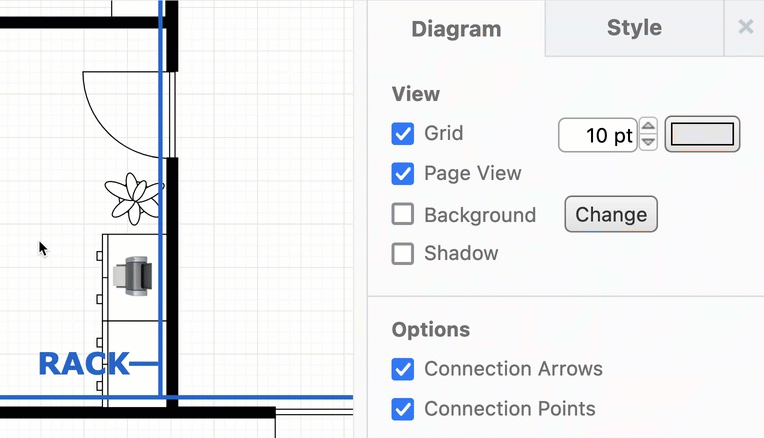 Diagram
Style
View
Grid
10 pt
Page View
Background
Change
Shadow
Options
Connection Arrows
Connection Points
RACK